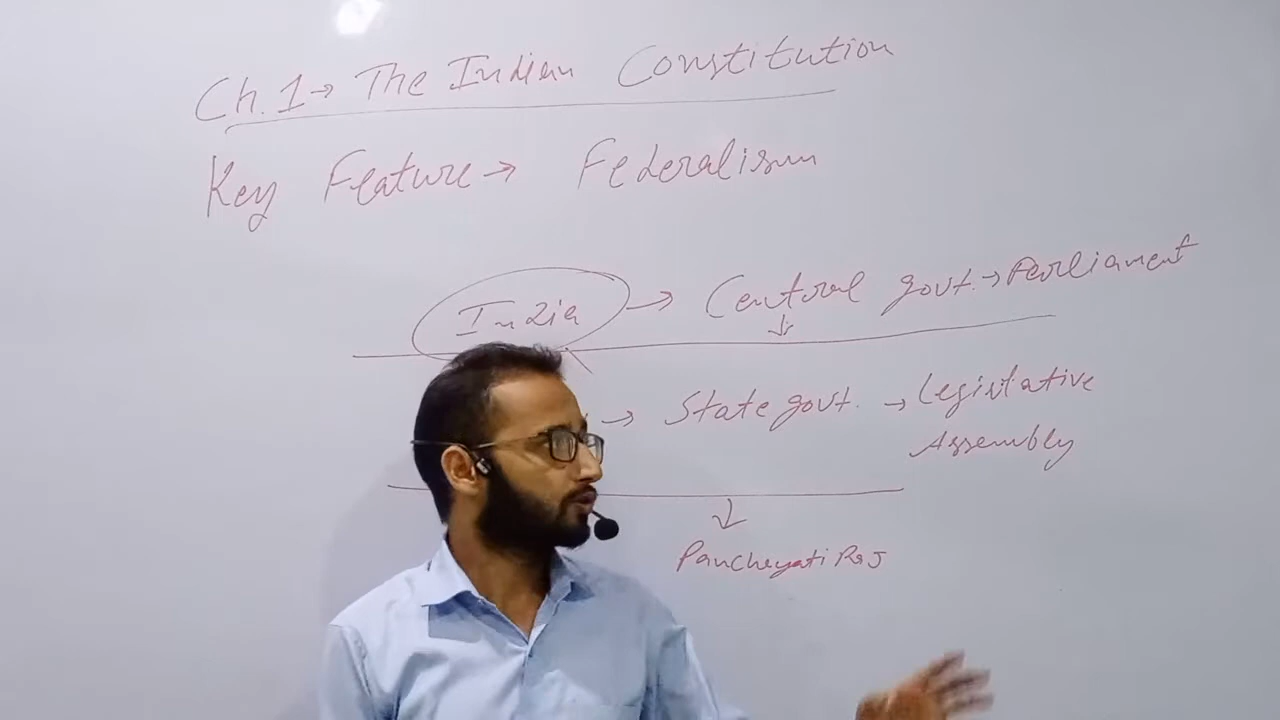 Ch.1→ The Indian Constitution
Key Feature → Federalism
India → Central govt. → Parliament
→ State govt. → Legislative
Assembly
Panchayati Raj